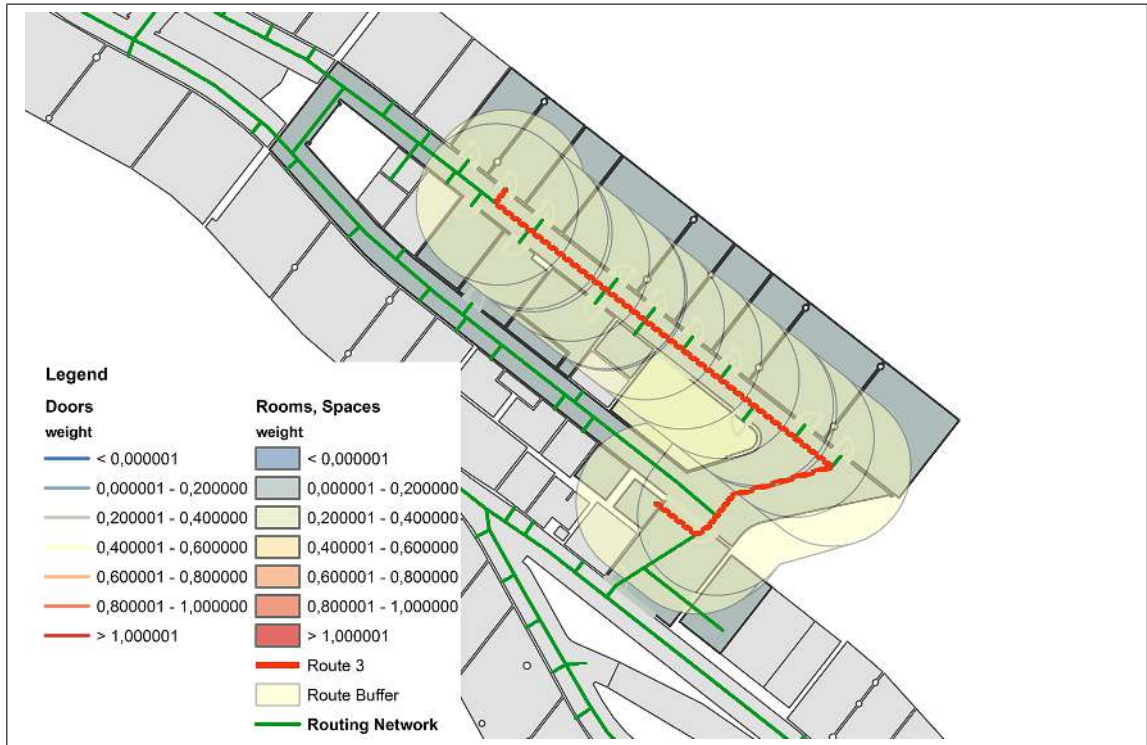 Legend
Doors
weight
< 0,000001
0,000001 - 0,200000
0,200001 - 0,400000
0,400001 - 0,600000
0,600001 - 0,800000
0,800001 - 1,000000
> 1,000001
Rooms, Spaces
weight
< 0,000001
0,000001 - 0,200000
0,200001 - 0,400000
0,400001 - 0,600000
0,600001 - 0,800000
0,800001 - 1,000000
> 1,000001
Route 3
Route Buffer
Routing Network